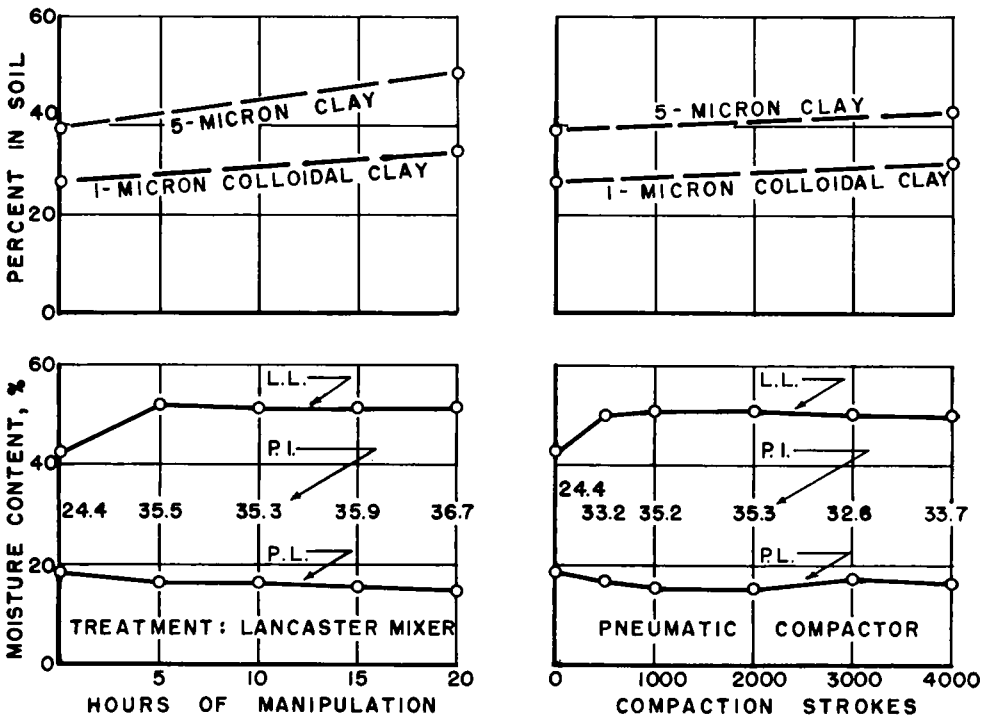 60
40
20
0
PERCENT IN SOIL
5-MICRON CLAY
1-MICRON COLLOIDAL CLAY
5-MICRON CLAY
1-MICRON COLLOIDAL CLAY
60
40
20
0
MOISTURE CONTENT, %
L.L.
P.I.
24.4 35.5 35.3 35.9 36.7
P.L.
TREATMENT: LANCASTER MIXER
5 10 15 20
HOURS OF MANIPULATION
L.L.
P.I.
24.4
33.2 35.2 35.3 32.6 33.7
P.L.
PNEUMATIC COMPACTOR
0 1000 2000 3000 4000
COMPACTION STROKES